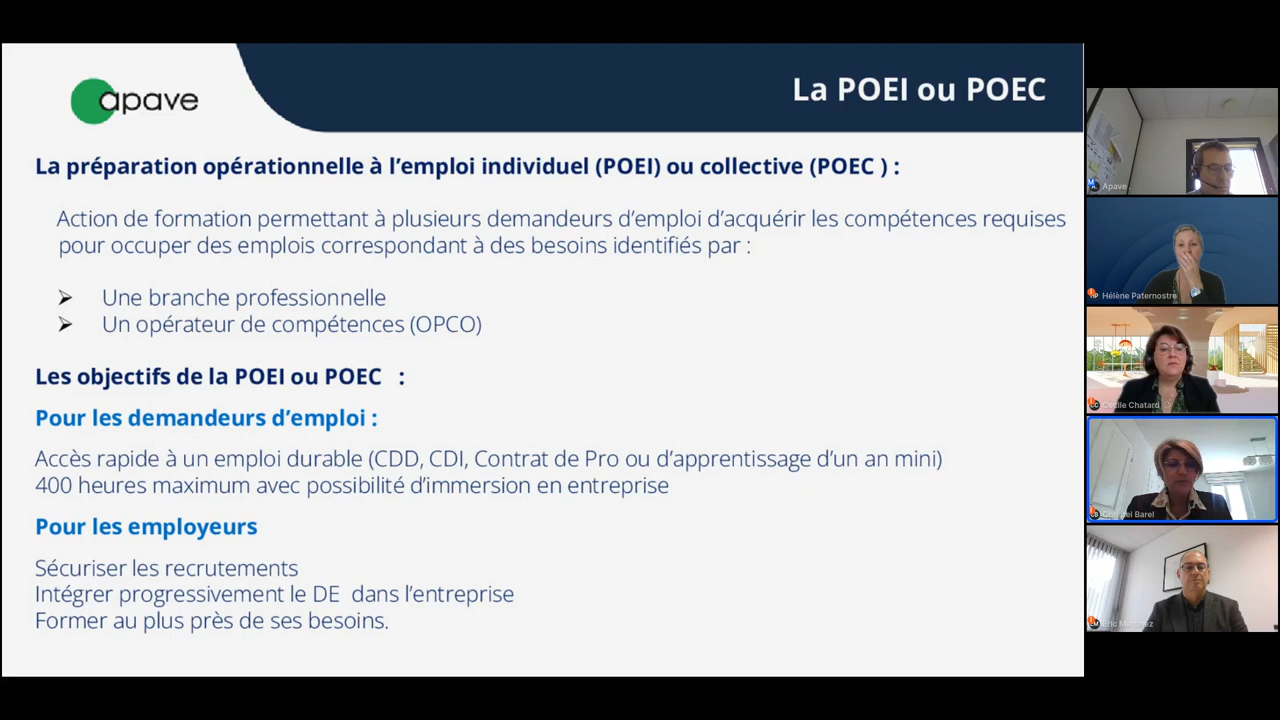 apave
La POEI ou POEC
La préparation opérationnelle à l’emploi individuel (POEI) ou collective (POEC ) :
Action de formation permettant à plusieurs demandeurs d’emploi d’acquérir les compétences requises
pour occuper des emplois correspondant à des besoins identifiés par :
Une branche professionnelle
Un opérateur de compétences (OPCO)
Les objectifs de la POEI ou POEC :
Pour les demandeurs d’emploi :
Accès rapide à un emploi durable (CDD, CDI, Contrat de Pro ou d’apprentissage d’un an mini)
400 heures maximum avec possibilité d’immersion en entreprise
Pour les employeurs
Sécuriser les recrutements
Intégrer progressivement le DE dans l’entreprise
Former au plus près de ses besoins.
Apave
Hélène Paternostre
Cécile Chatard
Barel
Eric